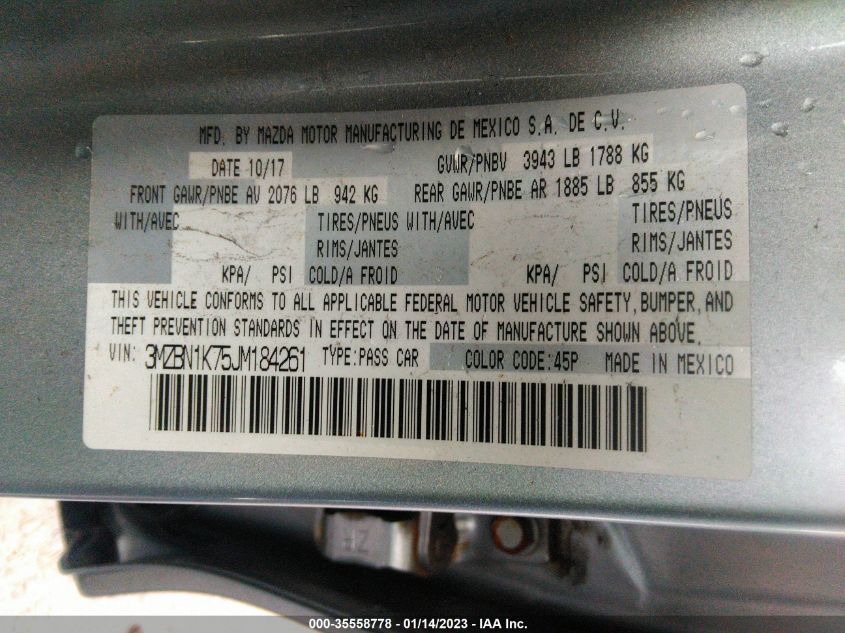 MFD. BY MAZDA MOTOR MANUFACTURING DE MEXICO S.A. DE C.V.
DATE 10/17 GVWR/PNBV 3943 LB 1788 KG
FRONT GAWR/PNBE AV 2076 LB 942 KG REAR GAWR/PNBE AR 1885 LB 855 KG
WITH/AVEC TIRES/PNEUS WITH/AVEC TIRES/PNEUS
RIMS/JANTES RIMS/JANTES
KPA/ PSI COLD/A FROID KPA/ PSI COLD/A FROID
THIS VEHICLE CONFORMS TO ALL APPLICABLE FEDERAL MOTOR VEHICLE SAFETY, BUMPER, AND
THEFT PREVENTION STANDARDS IN EFFECT ON THE DATE OF MANUFACTURE SHOWN ABOVE.
VIN: 3MZBN1K75JM184261 TYPE:PASS CAR COLOR CODE:45P MADE IN MEXICO
000-35558778 - 01/14/2023 - IAA Inc.